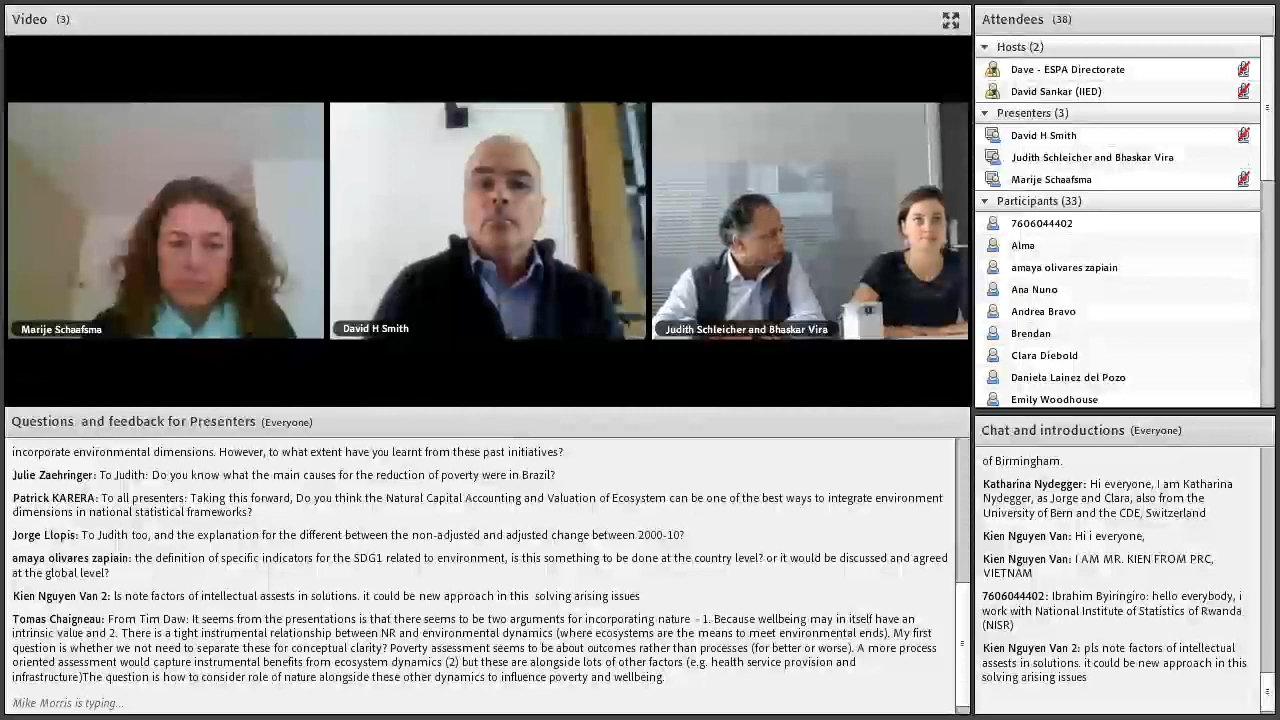 Video (3)
Marije Schaafsma
David H Smith
Judith Schleicher and Bhaskar Vira
Questions  and feedback for Presenters (Everyone)
incorporate environmental dimensions. However, to what extent have you learnt from these past initiatives?
Julie Zaehringer: To Judith: Do you know what the main causes for the reduction of poverty were in Brazil?
Patrick KARERA: To all presenters: Taking this forward, Do you think the Natural Capital Accounting and Valuation of Ecosystem can be one of the best ways to integrate environment
dimensions in national statistical frameworks?
Jorge Llopis: To Judith too, and the explanation for the different between the non-adjusted and adjusted change between 2000-10?
amaya olivares zapiain: the definition of specific indicators for the SDG1 related to environment, is this something to be done at the country level? or it would be discussed and agreed
at the global level?
Kien Nguyen Van 2: ls note factors of intellectual assests in solutions. it could be new approach in this  solving arising issues
Tomas Chaigneau: From Tim Daw: It seems from the presentations is that there seems to be two arguments for incorporating nature - 1. Because wellbeing may in itself have an
intrinsic value and 2. There is a tight instrumental relationship between NR and environmental dynamics (where ecosystems are the means to meet environmental ends). My first
question is whether we not need to separate these for conceptual clarity? Poverty assessment seems to be about outcomes rather than processes (for better or worse). A more process
oriented assessment would capture instrumental benefits from ecosystem dynamics (2) but these are alongside lots of other factors (e.g. health service provision and
infrastructure)The question is how to consider role of nature alongside these other dynamics to influence poverty and wellbeing.
Mike Morris is typing...
Attendees (38)
Hosts (2)
Dave - ESPA Directorate
David Sankar (IIED)
Presenters (3)
David H Smith
Judith Schleicher and Bhaskar Vira
Marije Schaafsma
Participants (33)
7606044402
Alma
amaya olivares zapiain
Ana Nuno
Andrea Bravo
Brendan
Clara Diebold
Daniela Lainez del Pozo
Emily Woodhouse
Chat and introductions (Everyone)
of Birmingham.
Katharina Nydegger: Hi everyone, I am Katharina
Nydegger, as Jorge and Clara, also from the
University of Bern and the CDE, Switzerland
Kien Nguyen Van: Hi i everyone,
Kien Nguyen Van: I AM MR. KIEN FROM PRC,
VIETNAM
7606044402: Ibrahim Byiringiro: hello everybody, i
work with National Institute of Statistics of Rwanda
(NISR)
Kien Nguyen Van 2: pls note factors of intellectual
assests in solutions. it could be new approach in this
solving arising issues